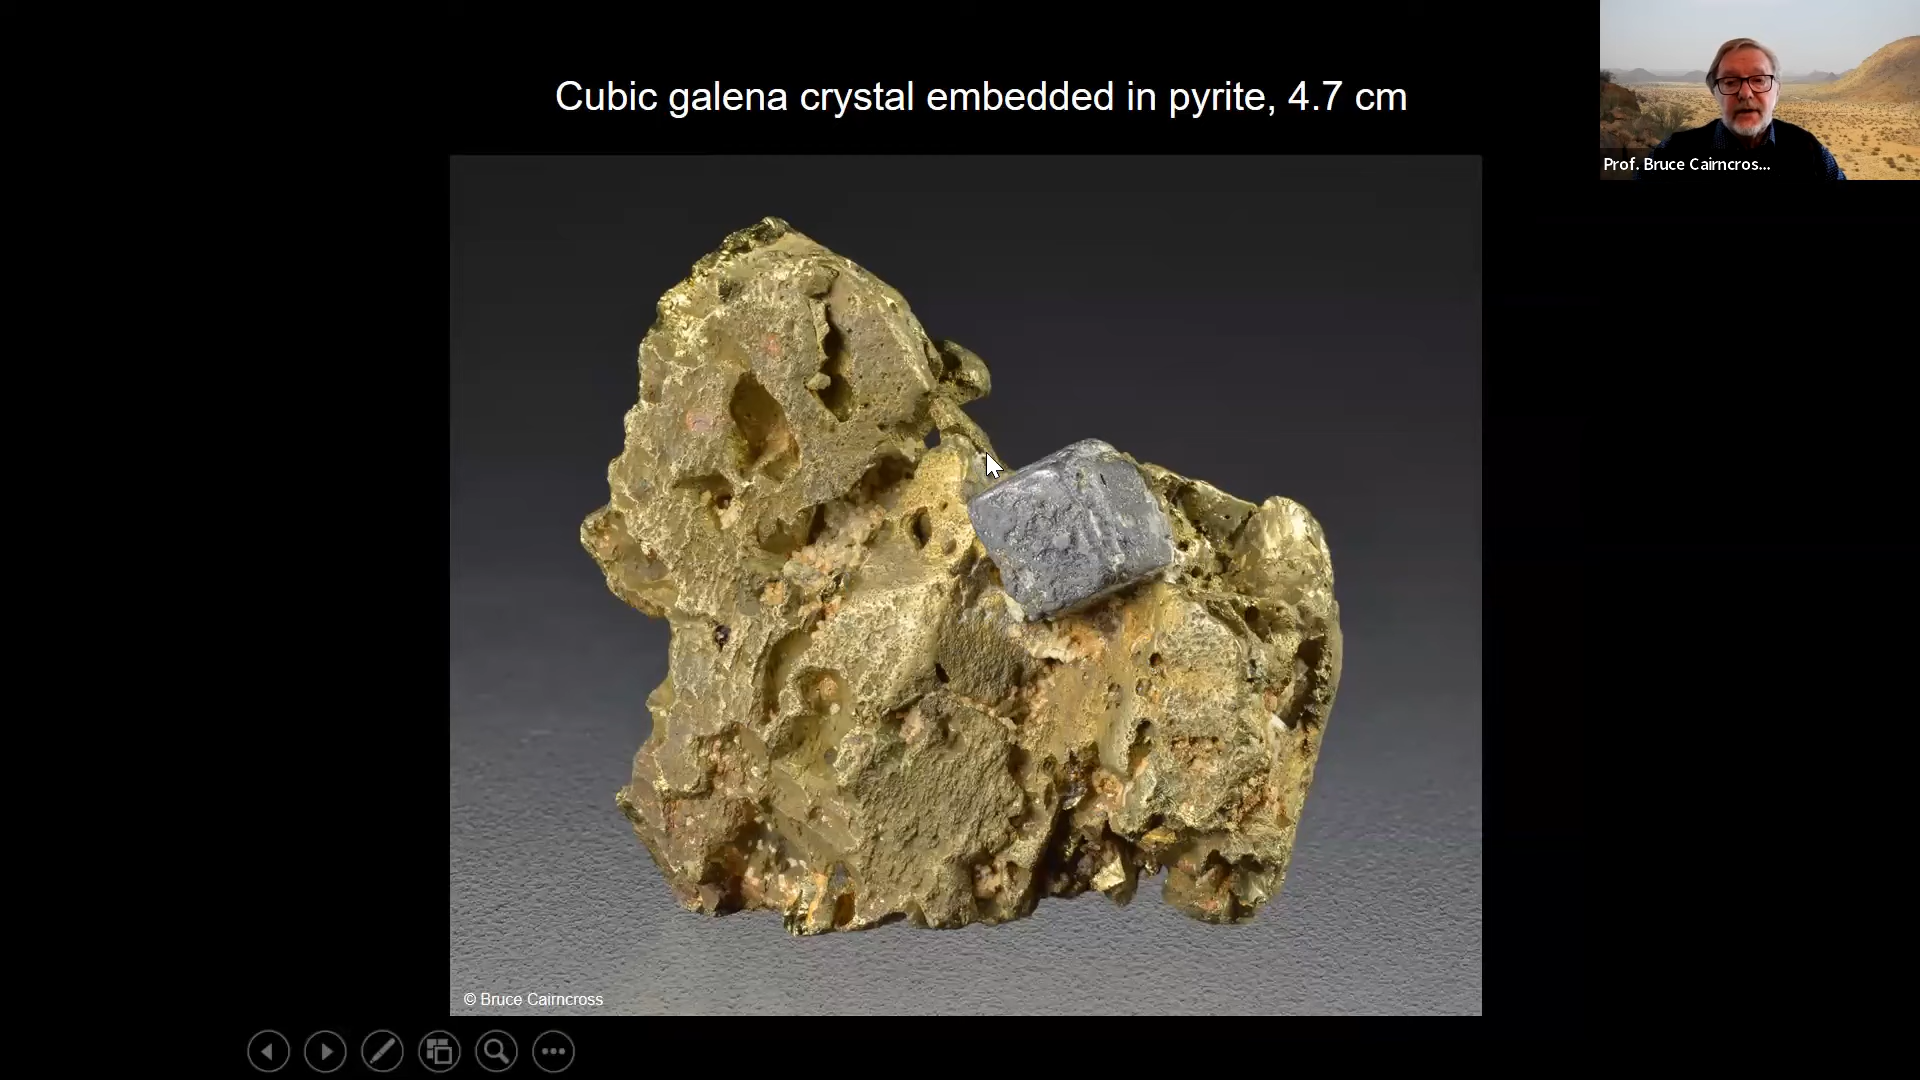 Cubic galena crystal embedded in pyrite, 4.7 cm
Prof. Bruce Cairncros...
© Bruce Cairncross